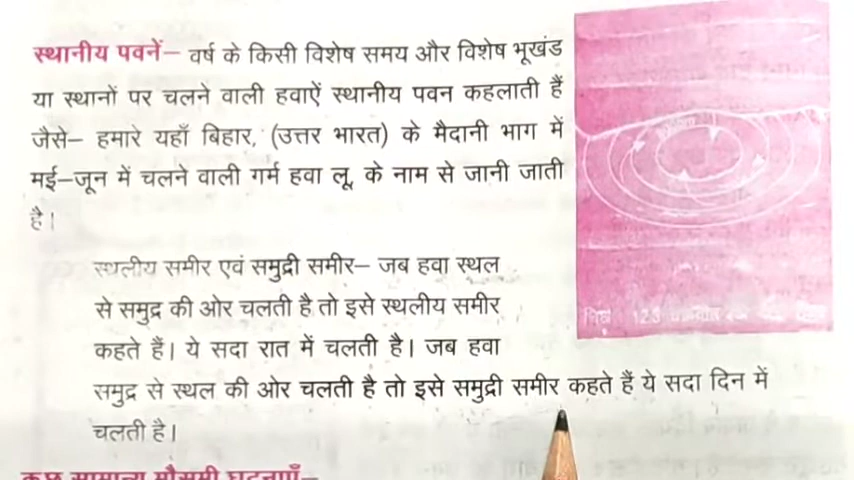 स्थानीय पवनें– वर्ष के किसी विशेष समय और विशेष भूखंड
या स्थानों पर चलने वाली हवाऐं स्थानीय पवन कहलाती हैं
जैसे– हमारे यहाँ बिहार, (उत्तर भारत) के मैदानी भाग में
मई–जून में चलने वाली गर्म हवा लू, के नाम से जानी जाती
है।
स्थलीय समीर एवं समुद्री समीर– जब हवा स्थल
से समुद्र की ओर चलती है तो इसे स्थलीय समीर
कहते हैं। ये सदा रात में चलती है। जब हवा
समुद्र से स्थल की ओर चलती है तो इसे समुद्री समीर कहते हैं ये सदा दिन में
चलती है।
कुछ सामान्य मौसमी घटनाएँ–
चित्र